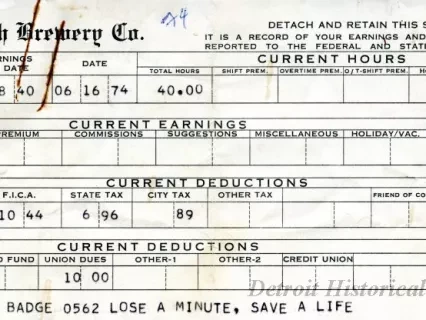 h Brewery Co.
24
DETACH AND RETAIN THIS S
IT IS A RECORD OF YOUR EARNINGS AND
REPORTED TO THE FEDERAL AND STATE
RNINGS DATE
DATE
CURRENT HOURS
TOTAL HOURS SHIFT PREM. OVERTIME PREM. O/T-SHIFT PREM. H
8 40 06 16 74 40.00
CURRENT EARNINGS
PREMIUM COMMISSIONS SUGGESTIONS MISCELLANEOUS HOLIDAY/VAC.
CURRENT DEDUCTIONS
F.I.C.A. STATE TAX CITY TAX OTHER TAX FRIEND OF CO
10 44 6 96 89
CURRENT DEDUCTIONS
D FUND UNION DUES OTHER-1 OTHER-2 CREDIT UNION
10 00
Detroit Historical
BADGE 0562 LOSE A MINUTE, SAVE A LIFE